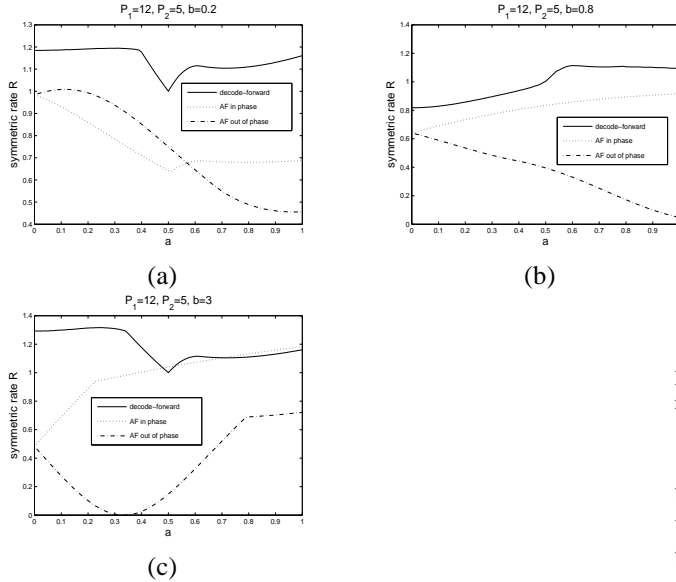 P1=12, P2=5, b=0.2
1.3
1.2
1.1
1
0.9
0.8
0.7
0.6
0.5
0.4
symmetric rate R
decode−forward
AF in phase
AF out of phase
0 0.1 0.2 0.3 0.4 0.5 0.6 0.7 0.8 0.9 1
a
(a)
P1=12, P2=5, b=0.8
1.4
1.2
1
0.8
0.6
0.4
0.2
0
symmetric rate R
decode−forward
AF in phase
AF out of phase
0 0.1 0.2 0.3 0.4 0.5 0.6 0.7 0.8 0.9
a
(b)
P1=12, P2=5, b=3
1.4
1.2
1
0.8
0.6
0.4
0.2
0
symmetric rate R
decode−forward
AF in phase
AF out of phase
0 0.1 0.2 0.3 0.4 0.5 0.6 0.7 0.8 0.9 1
a
(c)